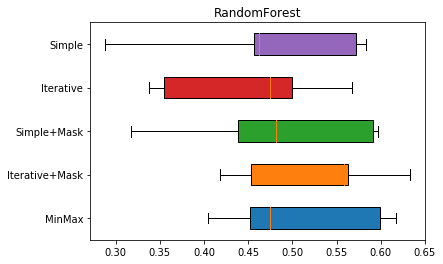 RandomForest
Simple
Iterative
Simple+Mask
Iterative+Mask
MinMax
0.30 0.35 0.40 0.45 0.50 0.55 0.60 0.65